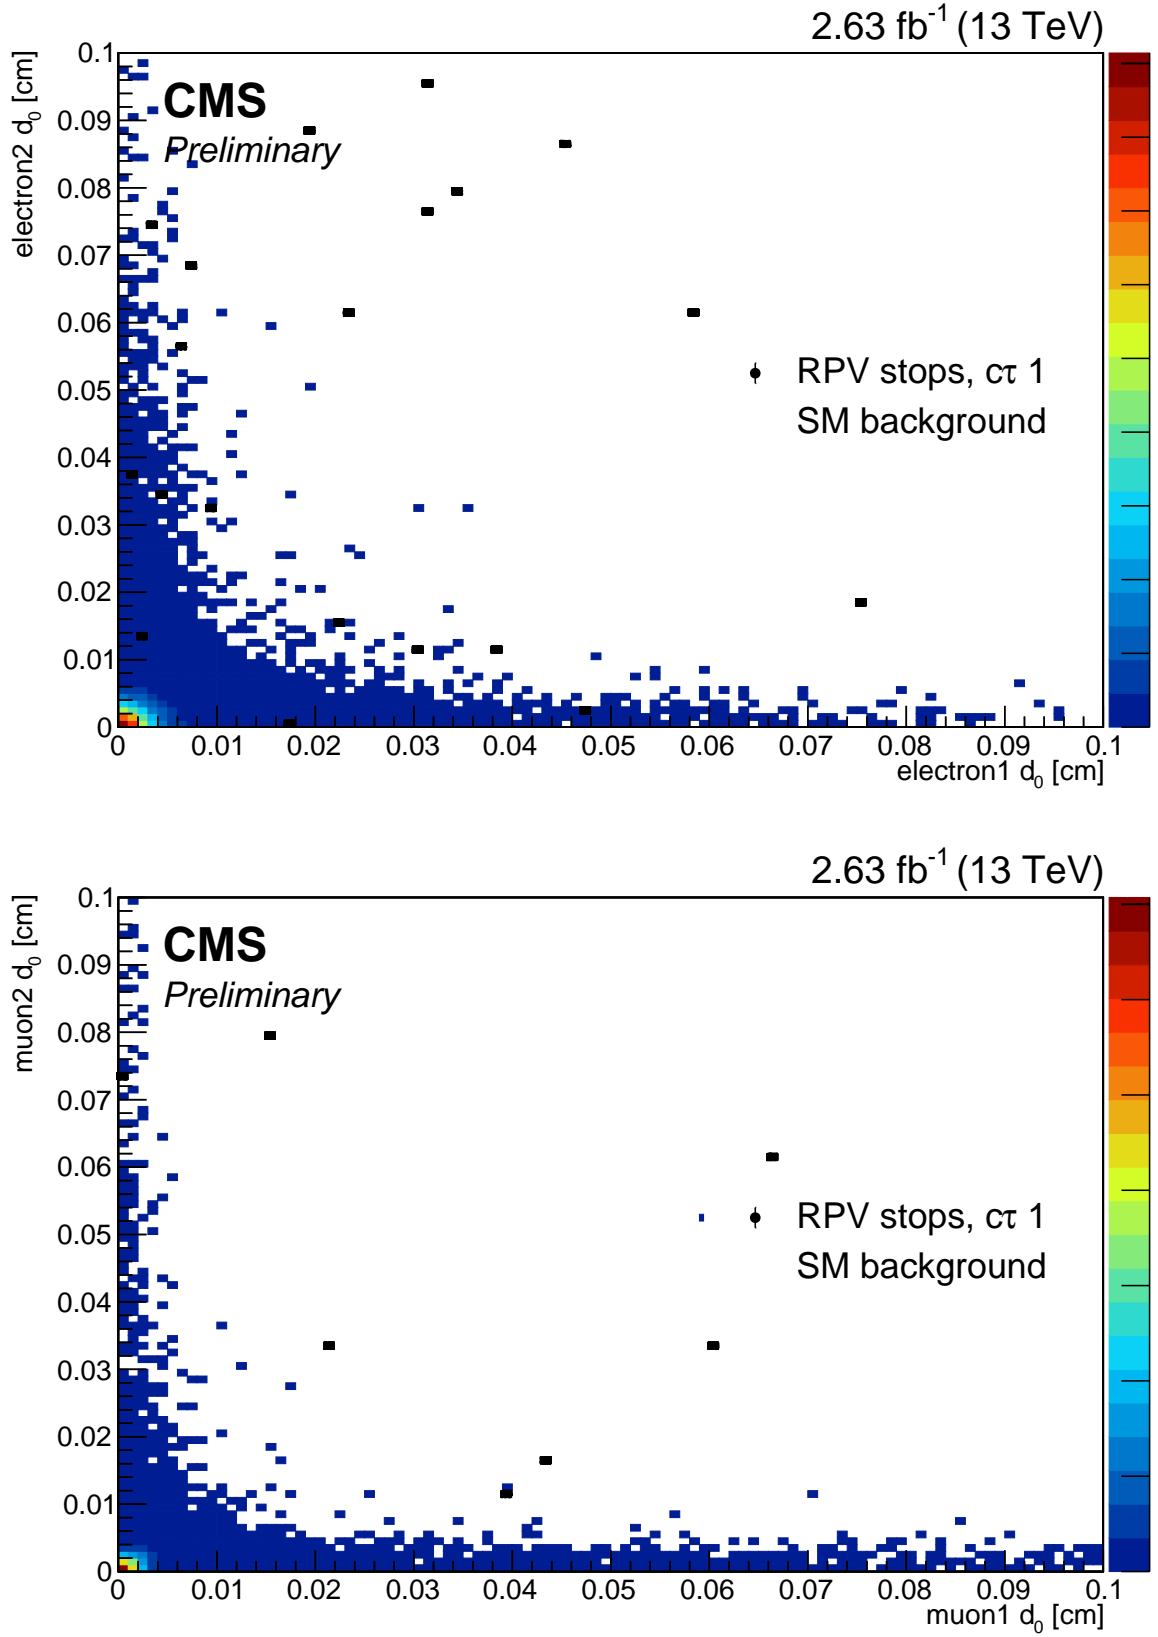 2.63 fb⁻¹ (13 TeV)
electron2 d₀ [cm]
0.1
0.09
0.08
0.07
0.06
0.05
0.04
0.03
0.02
0.01
0
CMS
Preliminary
RPV stops, cτ 1
SM background
0 0.01 0.02 0.03 0.04 0.05 0.06 0.07 0.08 0.09 0.1
electron1 d₀ [cm]
2.63 fb⁻¹ (13 TeV)
muon2 d₀ [cm]
0.1
0.09
0.08
0.07
0.06
0.05
0.04
0.03
0.02
0.01
0
CMS
Preliminary
RPV stops, cτ 1
SM background
0 0.01 0.02 0.03 0.04 0.05 0.06 0.07 0.08 0.09 0.1
muon1 d₀ [cm]